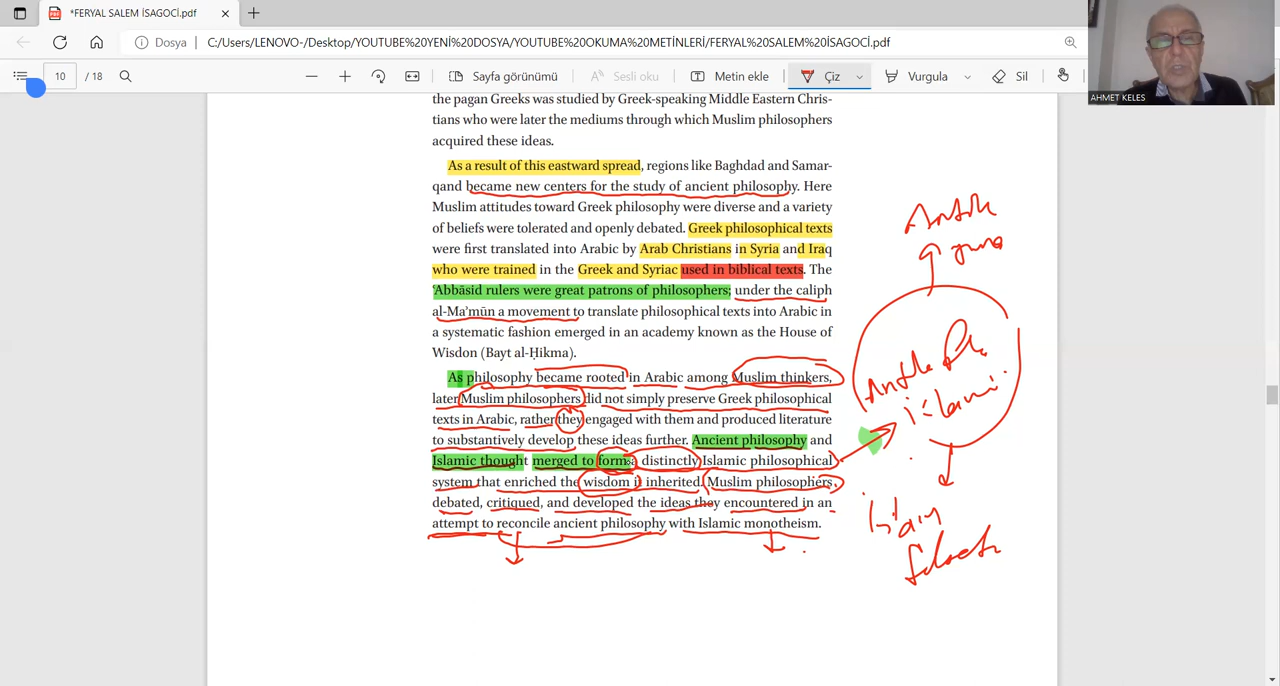 *FERYAL SALEM İSAGOCİ.pdf
Dosya C:/Users/LENOVO-/Desktop/YOUTUBE%20YENİ%20DOSYA/YOUTUBE%20OKUMA%20METİNLERİ/FERYAL%20SALEM%20İSAGOCİ.pdf
10 / 18 Sayfa görünümü Sesli oku Metin ekle Çiz Vurgula Sil
AHMET KELES
the pagan Greeks was studied by Greek-speaking Middle Eastern Chris-
tians who were later the mediums through which Muslim philosophers
acquired these ideas.
As a result of this eastward spread, regions like Baghdad and Samar-
qand became new centers for the study of ancient philosophy. Here
Muslim attitudes toward Greek philosophy were diverse and a variety
of beliefs were tolerated and openly debated. Greek philosophical texts
were first translated into Arabic by Arab Christians in Syria and Iraq
who were trained in the Greek and Syriac used in biblical texts. The
ʿAbbāsid rulers were great patrons of philosophers; under the caliph
al-Maʾmūn a movement to translate philosophical texts into Arabic in
a systematic fashion emerged in an academy known as the House of
Wisdom (Bayt al-Ḥikma).
As philosophy became rooted in Arabic among Muslim thinkers,
later Muslim philosophers did not simply preserve Greek philosophical
texts in Arabic, rather they engaged with them and produced literature
to substantively develop these ideas further. Ancient philosophy and
Islamic thought merged to form a distinctly Islamic philosophical
system that enriched the wisdom it inherited. Muslim philosophers
debated, critiqued, and developed the ideas they encountered in an
attempt to reconcile ancient philosophy with Islamic monotheism.
Antik
İslam